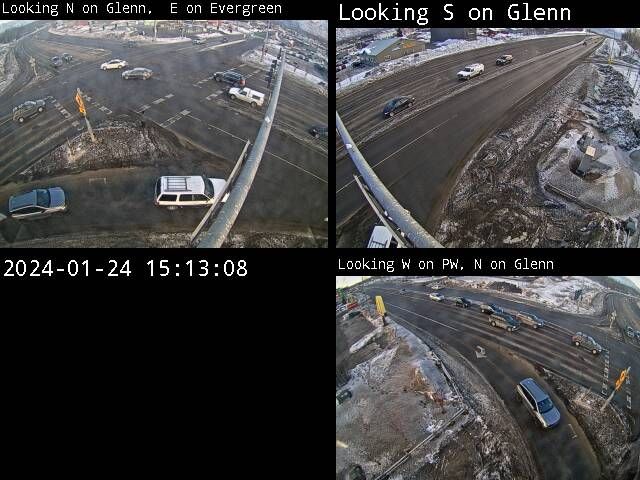 Looking N on Glenn, E on Evergreen
Looking S on Glenn
2024-01-24 15:13:08
Looking W on PW, N on Glenn